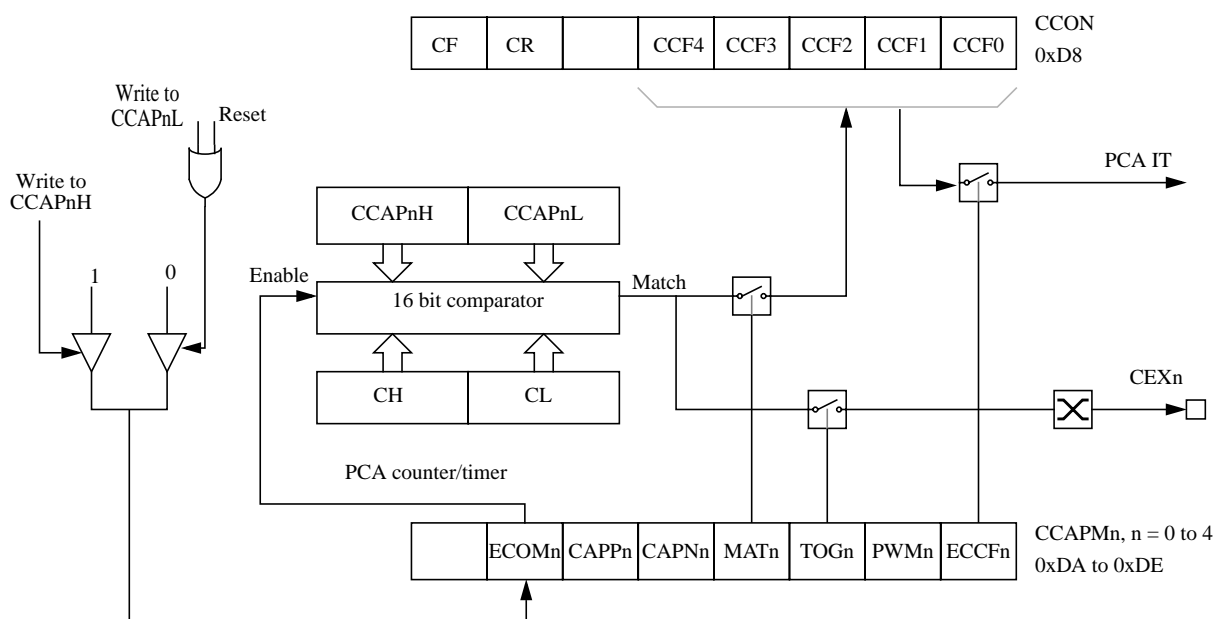 CF CR CCF4 CCF3 CCF2 CCF1 CCF0
CCON
0xD8
Write to
CCAPnL
Reset
Write to
CCAPnH
1
0
PCA IT
CCAPnH CCAPnL
Enable
16 bit comparator
Match
CH CL
CEXn
PCA counter/timer
ECOMn CAPPn CAPNn MATn TOGn PWMn ECCFn
CCAPMn, n = 0 to 4
0xDA to 0xDE